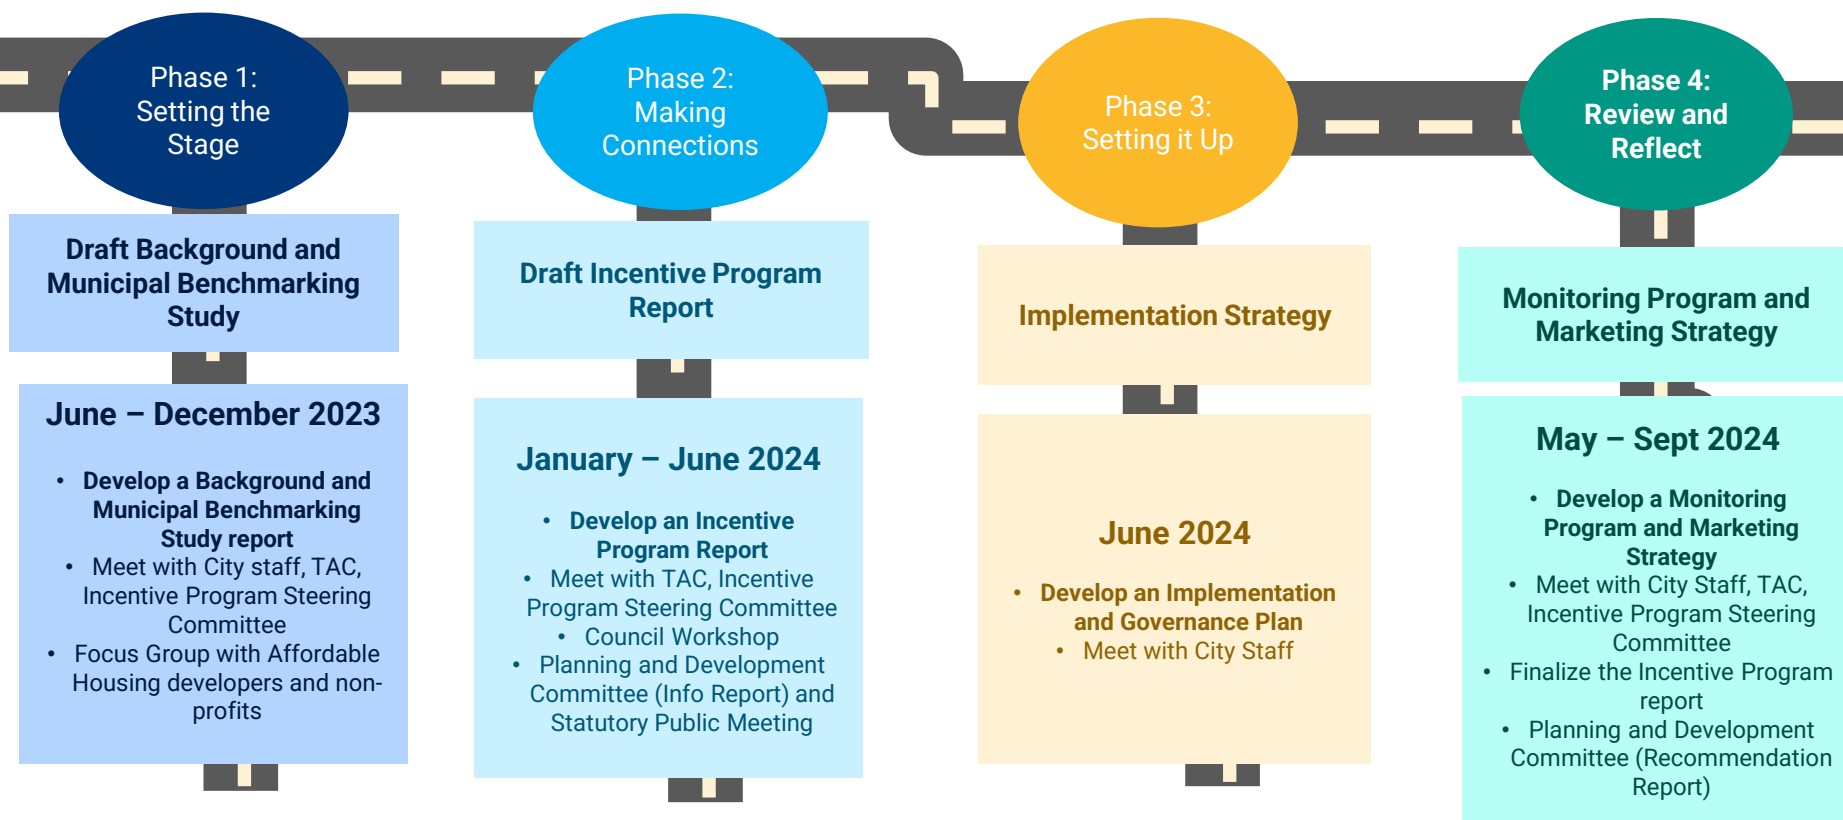 Phase 1:
Setting the
Stage
Draft Background and
Municipal Benchmarking
Study
June – December 2023
• Develop a Background and
Municipal Benchmarking
Study report
• Meet with City staff, TAC,
Incentive Program Steering
Committee
• Focus Group with Affordable
Housing developers and non-
profits
Phase 2:
Making
Connections
Draft Incentive Program
Report
January – June 2024
• Develop an Incentive
Program Report
• Meet with TAC, Incentive
Program Steering Committee
• Council Workshop
• Planning and Development
Committee (Info Report) and
Statutory Public Meeting
Phase 3:
Setting it Up
Implementation Strategy
June 2024
• Develop an Implementation
and Governance Plan
• Meet with City Staff
Phase 4:
Review and
Reflect
Monitoring Program and
Marketing Strategy
May – Sept 2024
• Develop a Monitoring
Program and Marketing
Strategy
• Meet with City Staff, TAC,
Incentive Program Steering
Committee
• Finalize the Incentive Program
report
• Planning and Development
Committee (Recommendation
Report)